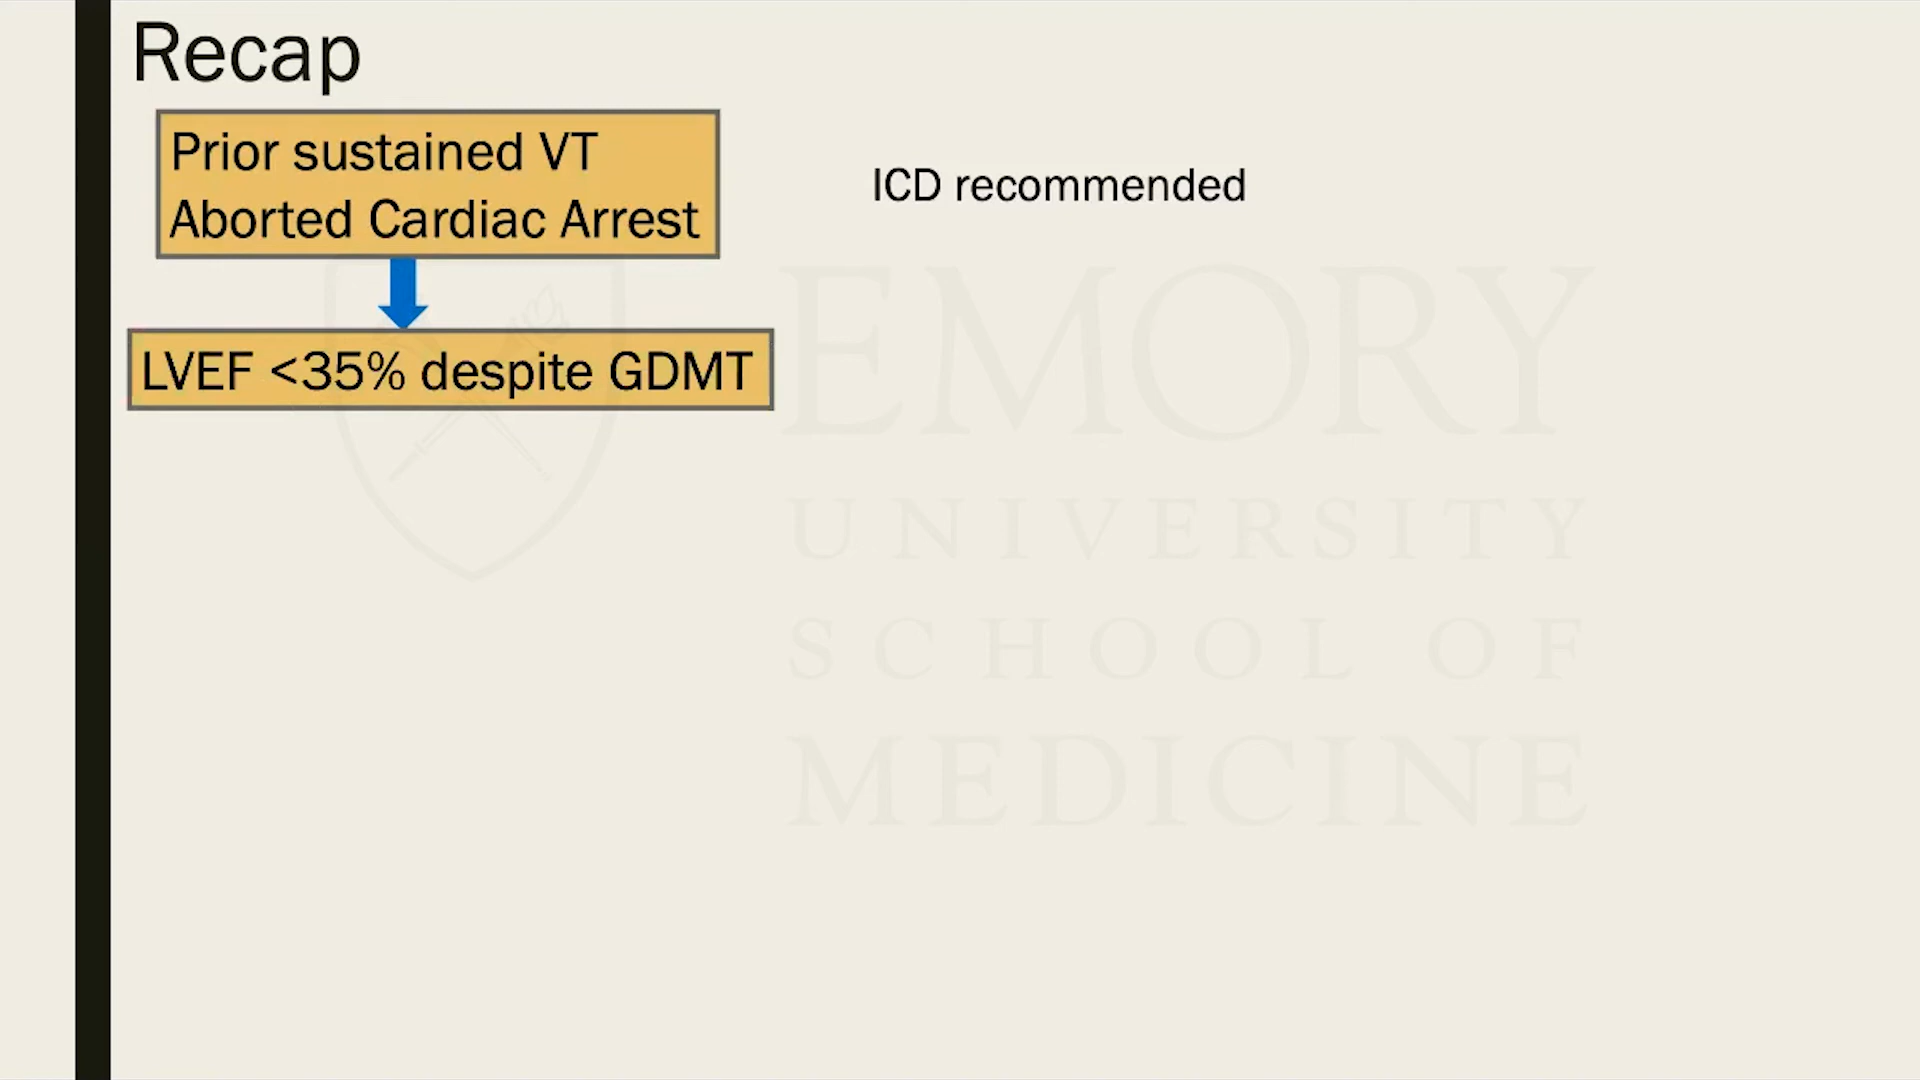 Recap
Prior sustained VT
Aborted Cardiac Arrest
ICD recommended
LVEF <35% despite GDMT
EMORY
UNIVERSITY
SCHOOL OF
MEDICINE